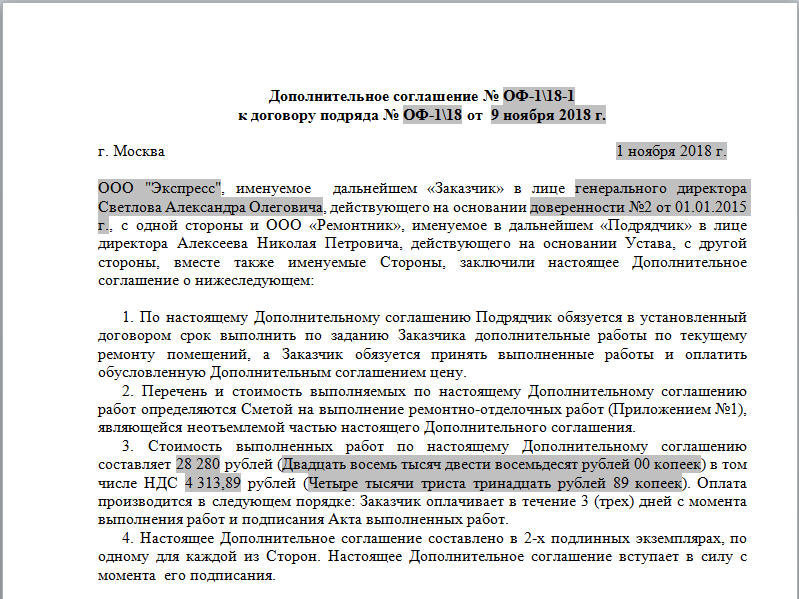 Дополнительное соглашение № ОФ-1\18-1
к договору подряда № ОФ-1\18 от 9 ноября 2018 г.
г. Москва 1 ноября 2018 г.
ООО "Экспресс", именуемое дальнейшем «Заказчик» в лице генерального директора
Светлова Александра Олеговича, действующего на основании доверенности №2 от 01.01.2015
г., с одной стороны и ООО «Ремонтник», именуемое в дальнейшем «Подрядчик» в лице
директора Алексеева Николая Петровича, действующего на основании Устава, с другой
стороны, вместе также именуемые Стороны, заключили настоящее Дополнительное
соглашение о нижеследующем:
1. По настоящему Дополнительному соглашению Подрядчик обязуется в установленный
договором срок выполнить по заданию Заказчика дополнительные работы по текущему
ремонту помещений, а Заказчик обязуется принять выполненные работы и оплатить
обусловленную Дополнительным соглашением цену.
2. Перечень и стоимость выполняемых по настоящему Дополнительному соглашению
работ определяются Сметой на выполнение ремонтно-отделочных работ (Приложением №1),
являющейся неотъемлемой частью настоящего Дополнительного соглашения.
3. Стоимость выполненных работ по настоящему Дополнительному соглашению
составляет 28 280 рублей (Двадцать восемь тысяч двести восемьдесят рублей 00 копеек) в том
числе НДС 4 313,89 рублей (Четыре тысячи триста тринадцать рублей 89 копеек). Оплата
производится в следующем порядке: Заказчик оплачивает в течение 3 (трех) дней с момента
выполнения работ и подписания Акта выполненных работ.
4. Настоящее Дополнительное соглашение составлено в 2-х подлинных экземплярах, по
одному для каждой из Сторон. Настоящее Дополнительное соглашение вступает в силу с
момента его подписания.